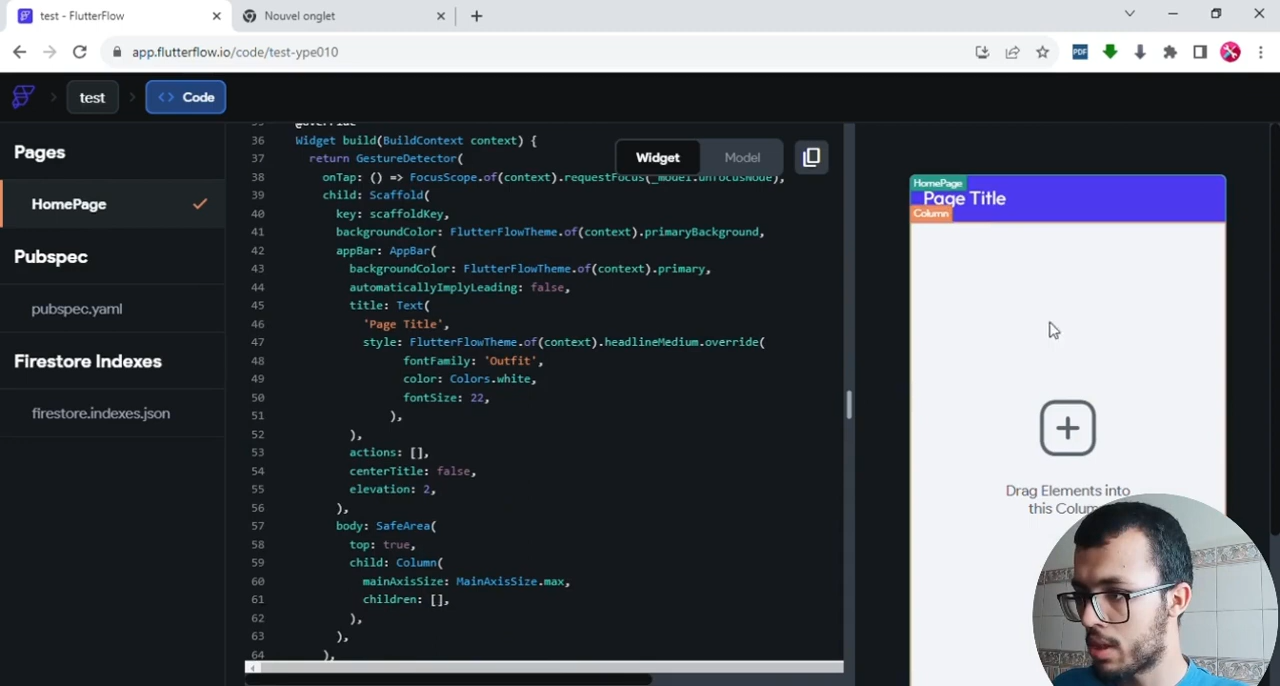 test - FlutterFlow
Nouvel onglet
app.flutterflow.io/code/test-ype010
PDF
test
<> Code
Pages
HomePage
Pubspec
pubspec.yaml
Firestore Indexes
firestore.indexes.json
Widget
Model
36 Widget build(BuildContext context) {
37 return GestureDetector(
38 onTap: () => FocusScope.of(context).requestFocus(_model.unfocusNode),
39 child: Scaffold(
40 key: scaffoldKey,
41 backgroundColor: FlutterFlowTheme.of(context).primaryBackground,
42 appBar: AppBar(
43 backgroundColor: FlutterFlowTheme.of(context).primary,
44 automaticallyImplyLeading: false,
45 title: Text(
46 'Page Title',
47 style: FlutterFlowTheme.of(context).headlineMedium.override(
48 fontFamily: 'Outfit',
49 color: Colors.white,
50 fontSize: 22,
51 ),
52 ),
53 actions: [],
54 centerTitle: false,
55 elevation: 2,
56 ),
57 body: SafeArea(
58 top: true,
59 child: Column(
60 mainAxisSize: MainAxisSize.max,
61 children: [],
62 ),
63 ),
64 ),
HomePage
Page Title
Column
Drag Elements into
this